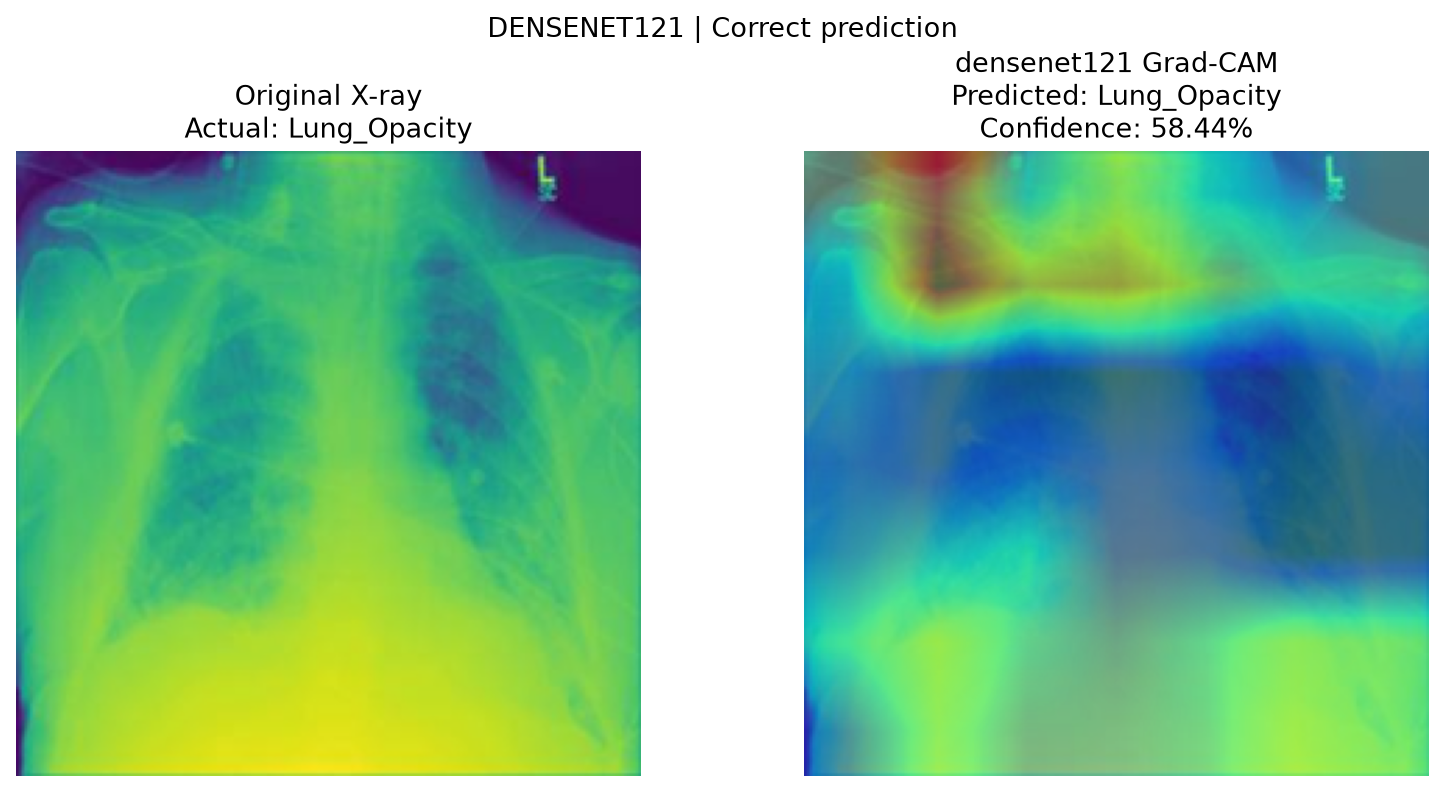 DENSENET121 | Correct prediction
Original X-ray
Actual: Lung_Opacity
densenet121 Grad-CAM
Predicted: Lung_Opacity
Confidence: 58.44%
L
L